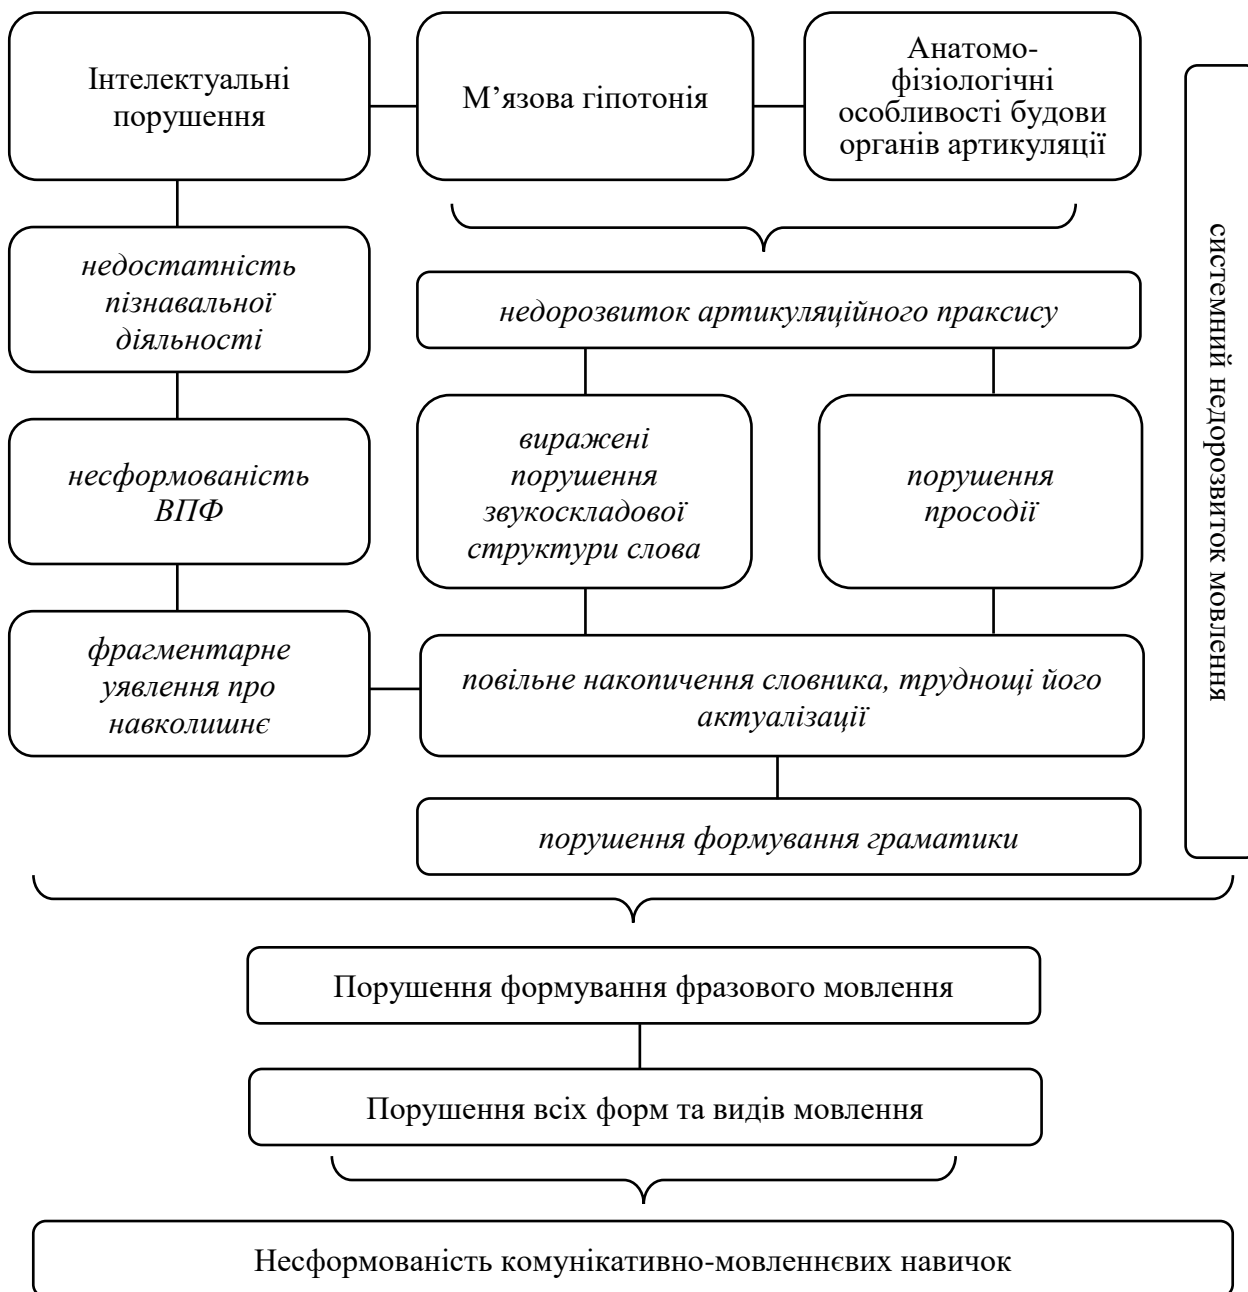 Інтелектуальні
порушення
М’язова гіпотонія
Анатомо-
фізіологічні
особливості будови
органів артикуляції
системний недорозвиток мовлення
недостатність
пізнавальної
діяльності
недорозвиток артикуляційного праксису
несформованість
ВПФ
виражені
порушення
звукоскладової
структури слова
порушення
просодії
фрагментарне
уявлення про
навколишнє
повільне накопичення словника, труднощі його
актуалізації
порушення формування граматики
Порушення формування фразового мовлення
Порушення всіх форм та видів мовлення
Несформованість комунікативно-мовленнєвих навичок